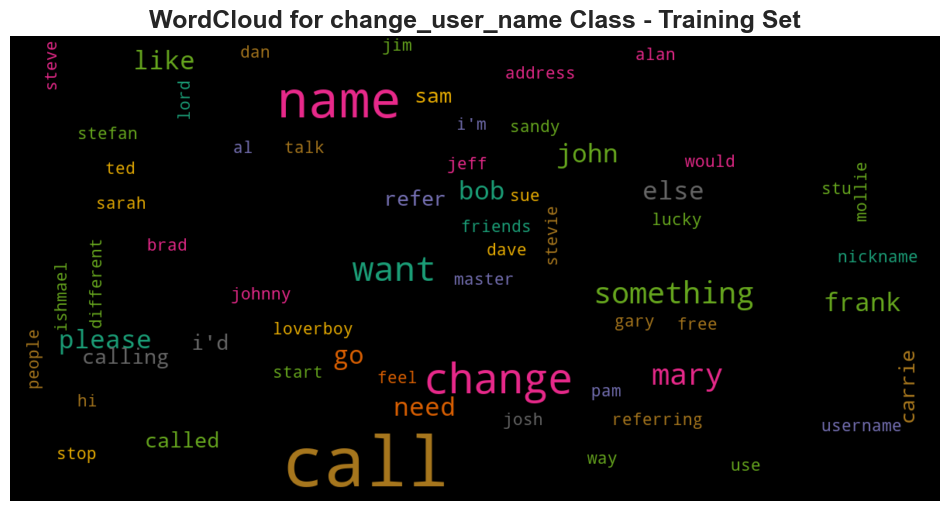 WordCloud for change_user_name Class - Training Set
steve
like
dan
jim
alan
address
lord
name
sam
i'm
sandy
stefan
al
talk
john
jeff
would
ted
refer
bob
sue
else
stu
mollie
sarah
friends
stevie
lucky
brad
dave
nickname
want
master
ishmael
different
johnny
something
frank
loverboy
gary
free
please
calling
i'd
people
go
start
feel
change
mary
pam
carrie
hi
need
josh
referring
username
called
call
stop
way
use